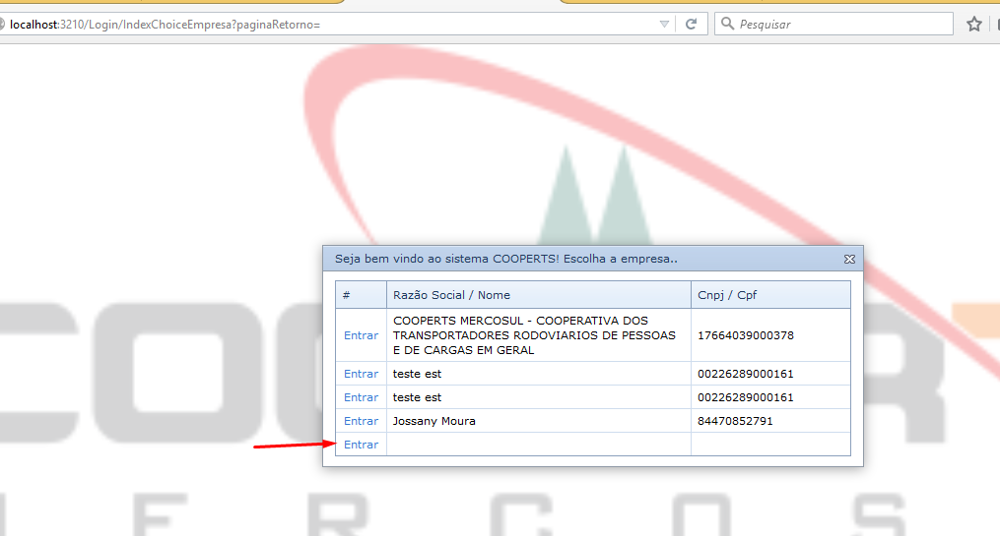 localhost:3210/Login/IndexChoiceEmpresa?paginaRetorno=
Pesquisar
Seja bem vindo ao sistema COOPERTS! Escolha a empresa..
# Razão Social / Nome Cnpj / Cpf
COOPERTS MERCOSUL - COOPERATIVA DOS
Entrar TRANSPORTADORES RODOVIARIOS DE PESSOAS 17664039000378
E DE CARGAS EM GERAL
Entrar teste est 00226289000161
Entrar teste est 00226289000161
Entrar Jossany Moura 84470852791
Entrar